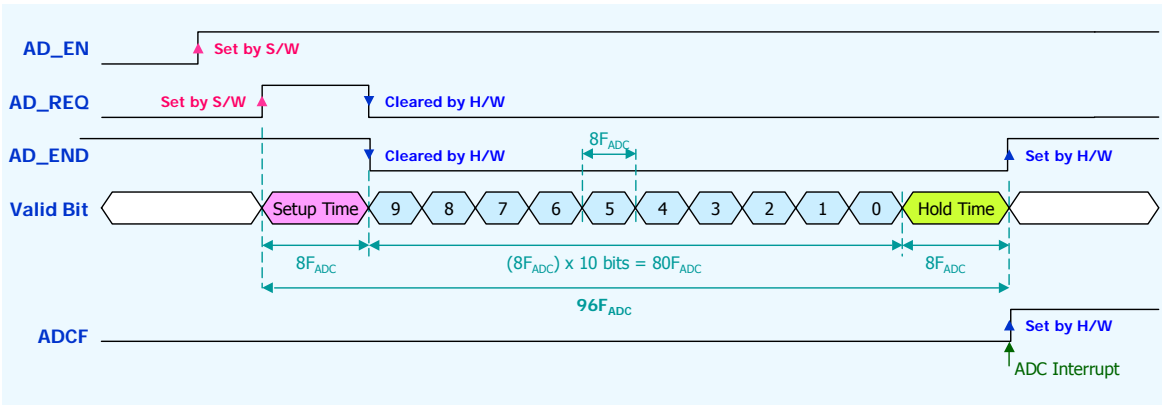 AD_EN
Set by S/W
AD_REQ
Set by S/W
Cleared by H/W
AD_END
Cleared by H/W
8F_ADC
Set by H/W
Valid Bit
Setup Time
9
8
7
6
5
4
3
2
1
0
Hold Time
8F_ADC
(8F_ADC) x 10 bits = 80F_ADC
8F_ADC
96F_ADC
ADCF
Set by H/W
ADC Interrupt